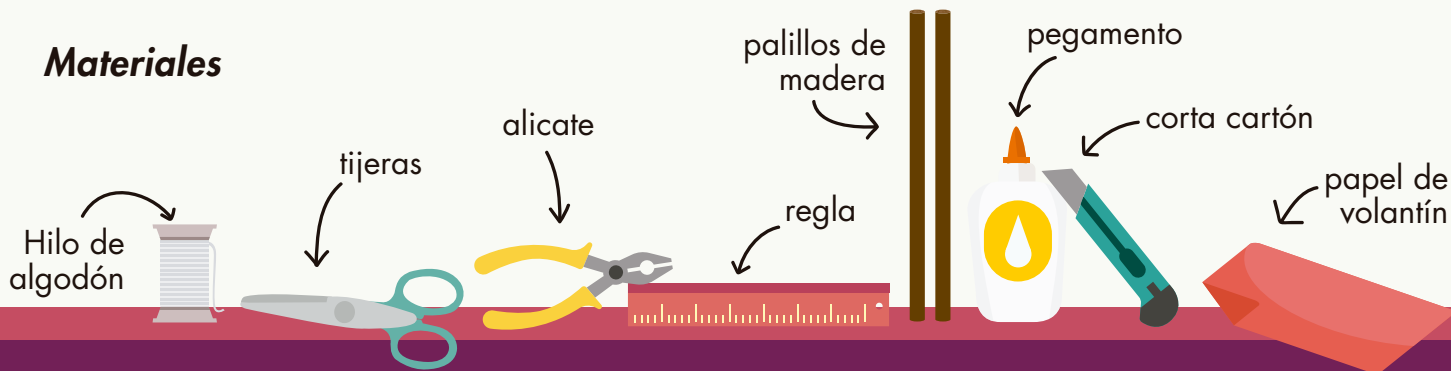 Materiales
Hilo de
algodón
tijeras
alicate
regla
palillos de
madera
pegamento
corta cartón
papel de
volantín